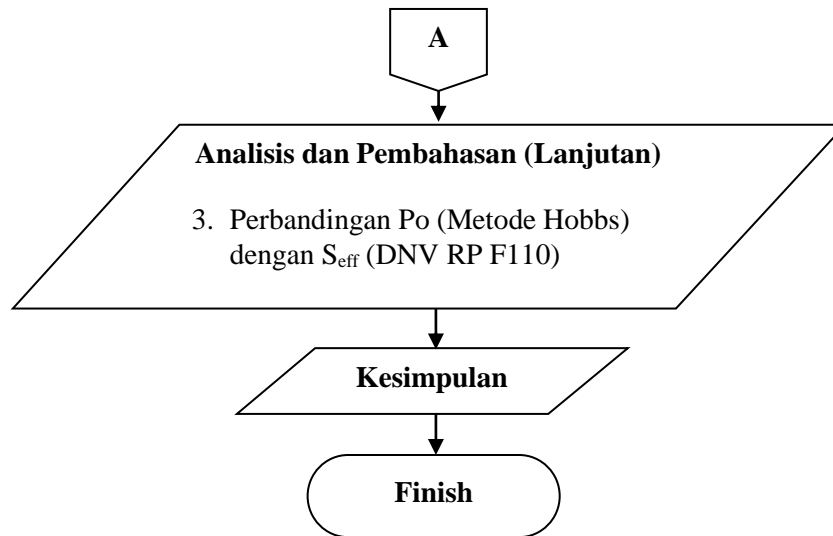 A
Analisis dan Pembahasan (Lanjutan)
3. Perbandingan Po (Metode Hobbs)
dengan Seff (DNV RP F110)
Kesimpulan
Finish